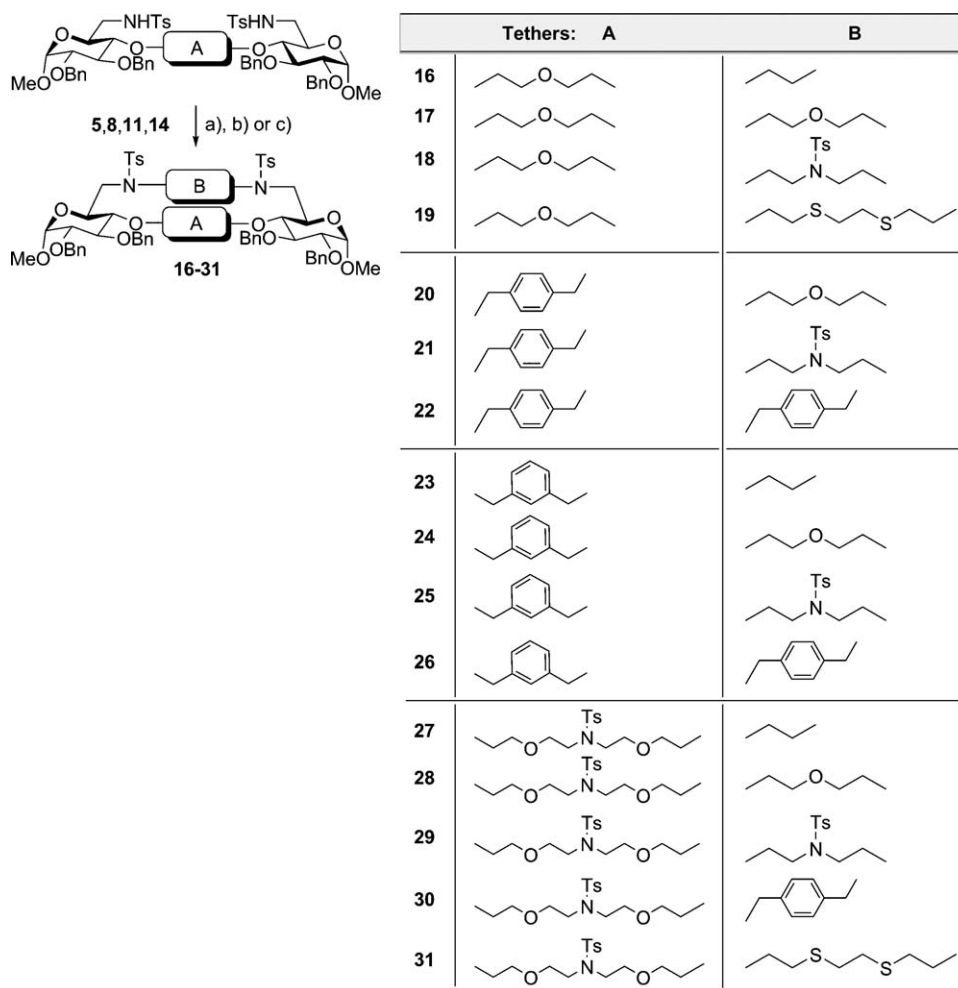 NHTs TsHN
O O
A
MeO BnO OBn BnO BnO OMe
5,8,11,14 a), b) or c)
Ts Ts
N B N
O O A O O
MeO BnO OBn BnO BnO OMe
16-31
Tethers: A B
16 O
17 O O
18 O Ts N
19 O S S
20 O
21 Ts N
22
23
24 O
25 Ts N
26
27 O Ts N O
28 O Ts N O O
29 O Ts N O Ts N
30 O Ts N O
31 O Ts N O S S